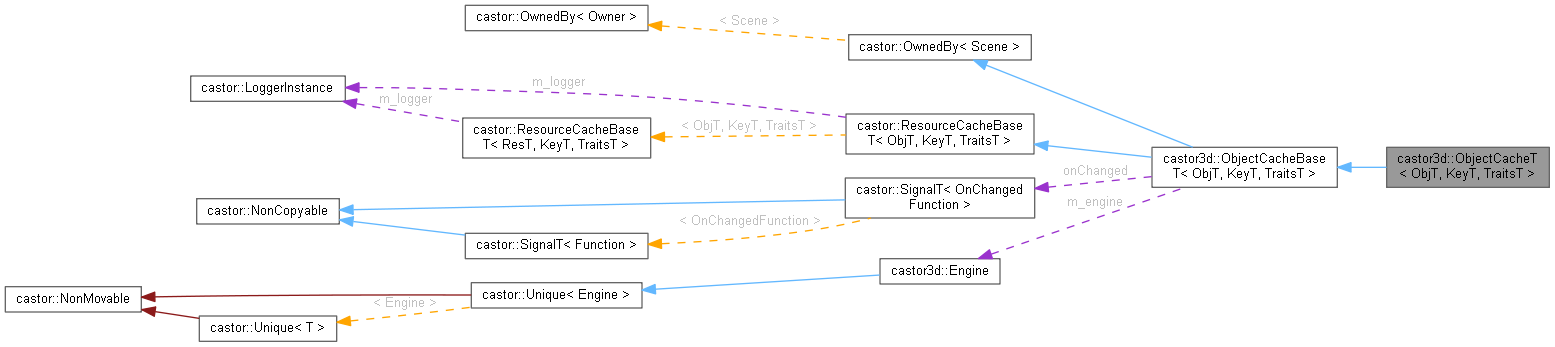 castor::OwnedBy< Owner >
< Scene >
castor::OwnedBy< Scene >
castor::LoggerInstance
m_logger
m_logger
castor::ResourceCacheBase
T< ResT, KeyT, TraitsT >
< ObjT, KeyT, TraitsT >
castor::ResourceCacheBase
T< ObjT, KeyT, TraitsT >
castor3d::ObjectCacheBase
T< ObjT, KeyT, TraitsT >
castor3d::ObjectCacheT
< ObjT, KeyT, TraitsT >
onChanged
castor::SignalT< OnChanged
Function >
m_engine
castor::NonCopyable
< OnChangedFunction >
castor::SignalT< Function >
castor3d::Engine
castor::NonMovable
castor::Unique< Engine >
< Engine >
castor::Unique< T >